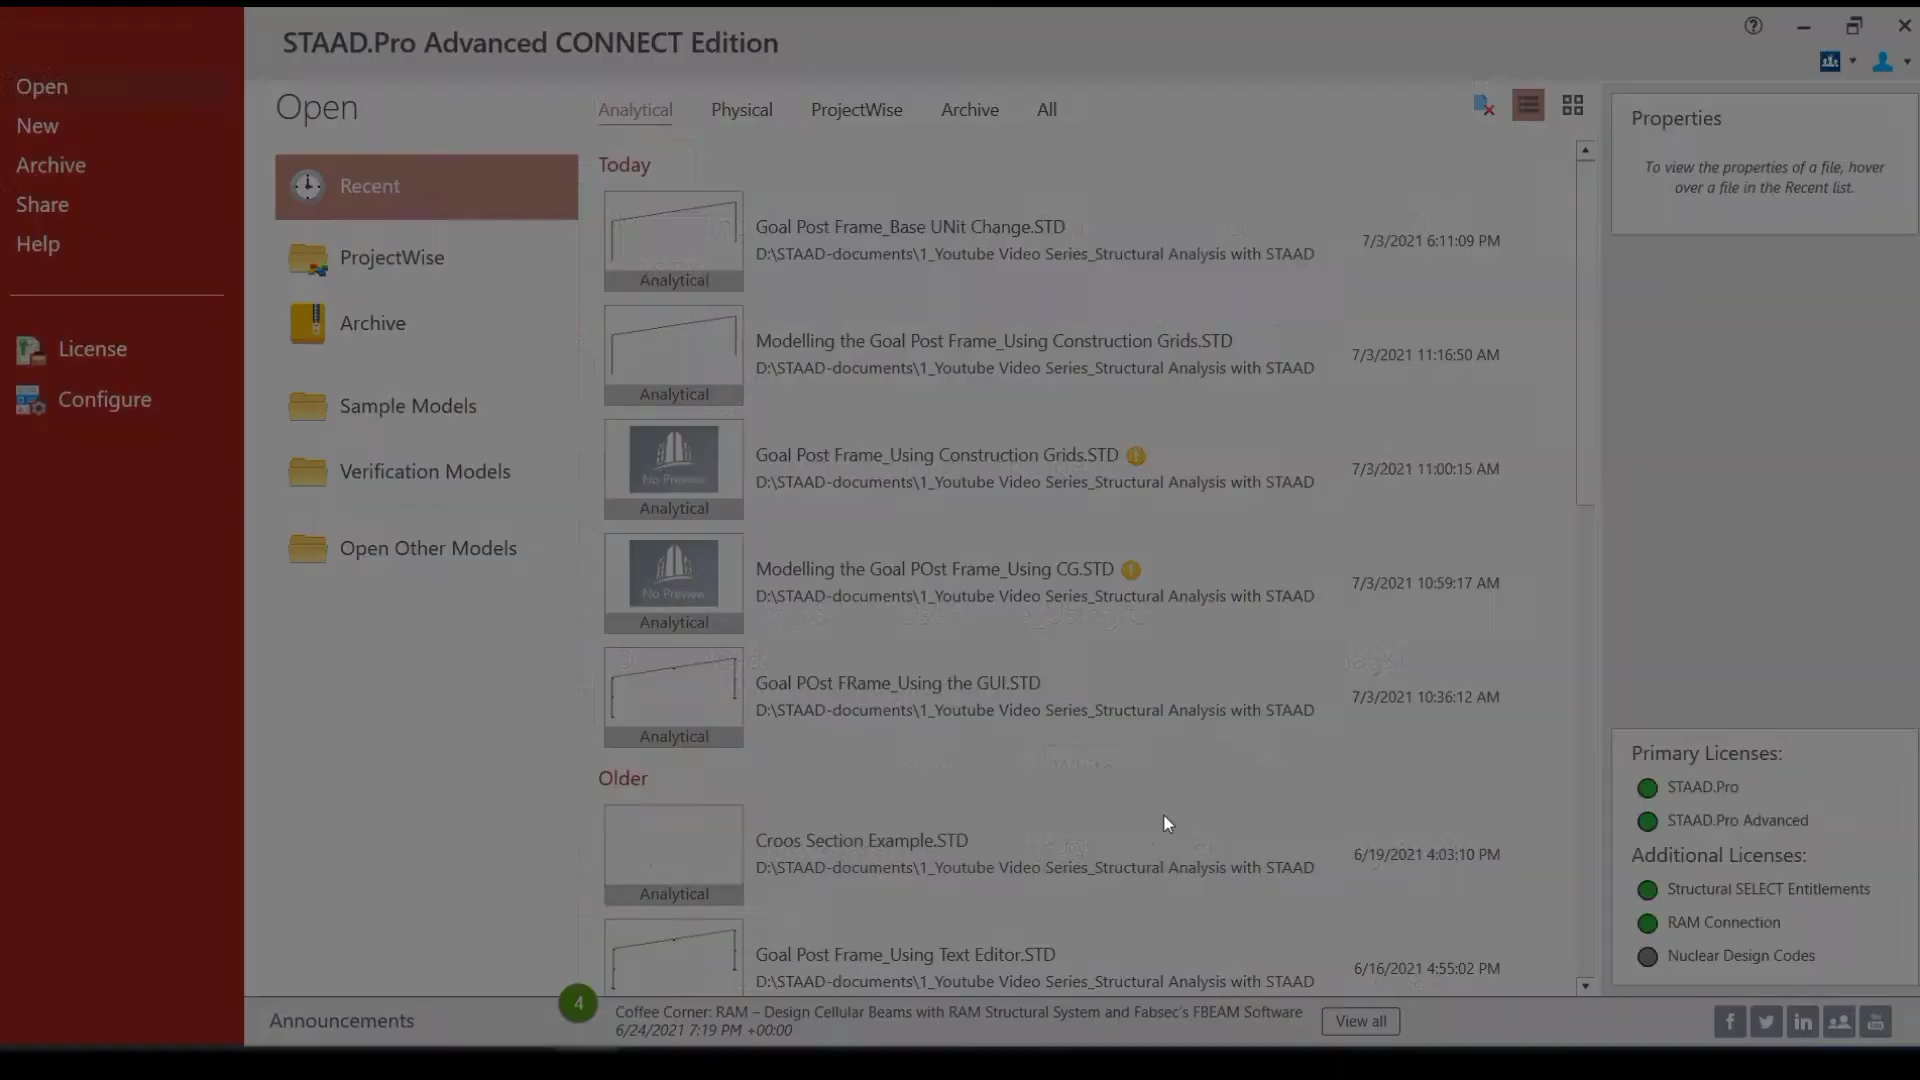 STAAD.Pro Advanced CONNECT Edition
Open
New
Archive
Share
Help
License
Configure
Open
Recent
ProjectWise
Archive
Sample Models
Verification Models
Open Other Models
Analytical Physical ProjectWise Archive All
Today
Goal Post Frame_Base UNit Change.STD
D:\STAAD-documents\1_Youtube Video Series_Structural Analysis with STAAD
7/3/2021 6:11:09 PM
Analytical
Modelling the Goal Post Frame_Using Construction Grids.STD
D:\STAAD-documents\1_Youtube Video Series_Structural Analysis with STAAD
7/3/2021 11:16:50 AM
Analytical
Goal Post Frame_Using Construction Grids.STD
D:\STAAD-documents\1_Youtube Video Series_Structural Analysis with STAAD
7/3/2021 11:00:15 AM
No Preview
Analytical
Modelling the Goal POst Frame_Using CG.STD
D:\STAAD-documents\1_Youtube Video Series_Structural Analysis with STAAD
7/3/2021 10:59:17 AM
No Preview
Analytical
Goal POst FRame_Using the GUI.STD
D:\STAAD-documents\1_Youtube Video Series_Structural Analysis with STAAD
7/3/2021 10:36:12 AM
Analytical
Older
Croos Section Example.STD
D:\STAAD-documents\1_Youtube Video Series_Structural Analysis with STAAD
6/19/2021 4:03:10 PM
Analytical
Goal Post Frame_Using Text Editor.STD
D:\STAAD-documents\1_Youtube Video Series_Structural Analysis with STAAD
6/16/2021 4:55:02 PM
Properties
To view the properties of a file, hover
over a file in the Recent list.
Primary Licenses:
STAAD.Pro
STAAD.Pro Advanced
Additional Licenses:
Structural SELECT Entitlements
RAM Connection
Nuclear Design Codes
Announcements
4
Coffee Corner: RAM – Design Cellular Beams with RAM Structural System and Fabsec's FBEAM Software
6/24/2021 7:19 PM +00:00
View all